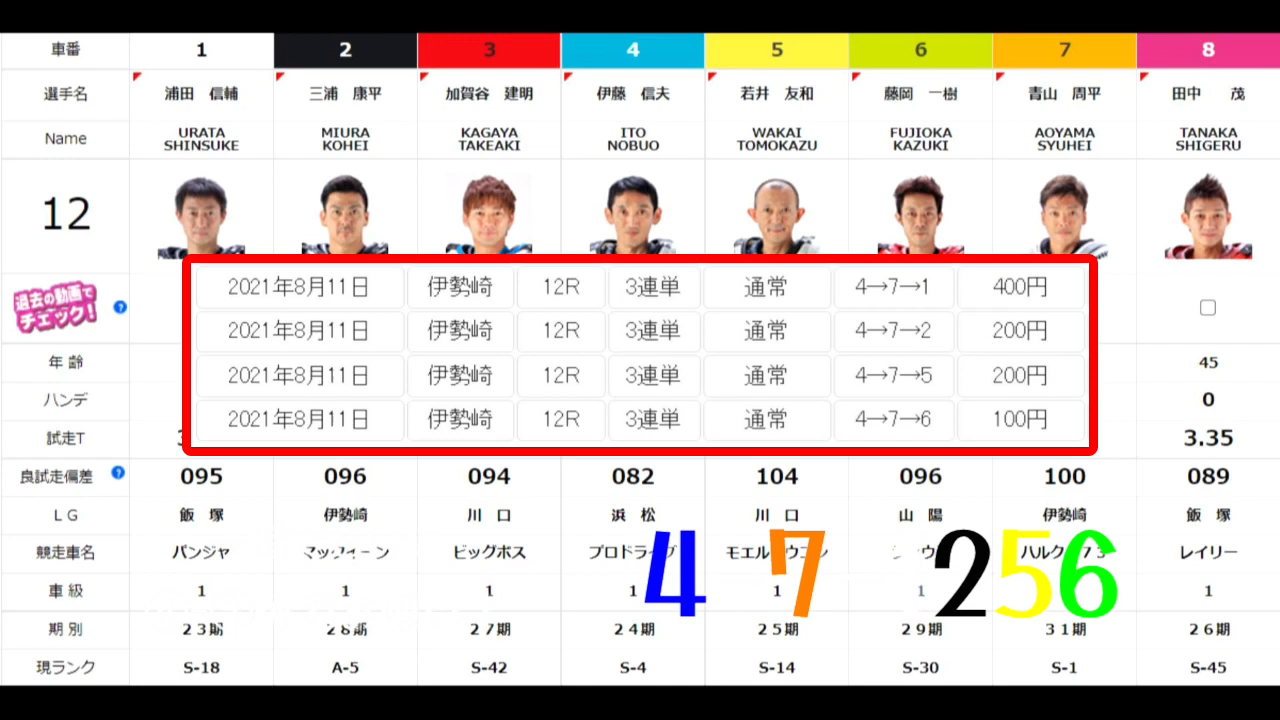 車番 1 2 3 4 5 6 7 8
選手名 浦田 信輔 三浦 康平 加賀谷 建明 伊藤 信夫 若井 友和 藤岡 一樹 青山 周平 田中 茂
Name URATA SHINSUKE MIURA KOHEI KAGAYA TAKEAKI ITO NOBUO WAKAI TOMOKAZU FUJIOKA KAZUKI AOYAMA SYUHEI TANAKA SHIGERU
12
過去の動画でチェック! ?
2021年8月11日 伊勢崎 12R 3連単 通常 4→7→1 400円
2021年8月11日 伊勢崎 12R 3連単 通常 4→7→2 200円
2021年8月11日 伊勢崎 12R 3連単 通常 4→7→5 200円
2021年8月11日 伊勢崎 12R 3連単 通常 4→7→6 100円
年齢 45
ハンデ 0
試走T 3.35
良試走偏差 ? 095 096 094 082 104 096 100 089
LG 飯塚 伊勢崎 川口 浜松 川口 山陽 伊勢崎 飯塚
競走車名 パンジャ ビッグホス レイリー
4 7 2 5 6
車級 1 1 1 1 1 1 1
期別 23期 28期 27期 24期 25期 29期 31期 26期
現ランク S-18 A-5 S-42 S-4 S-14 S-30 S-1 S-45